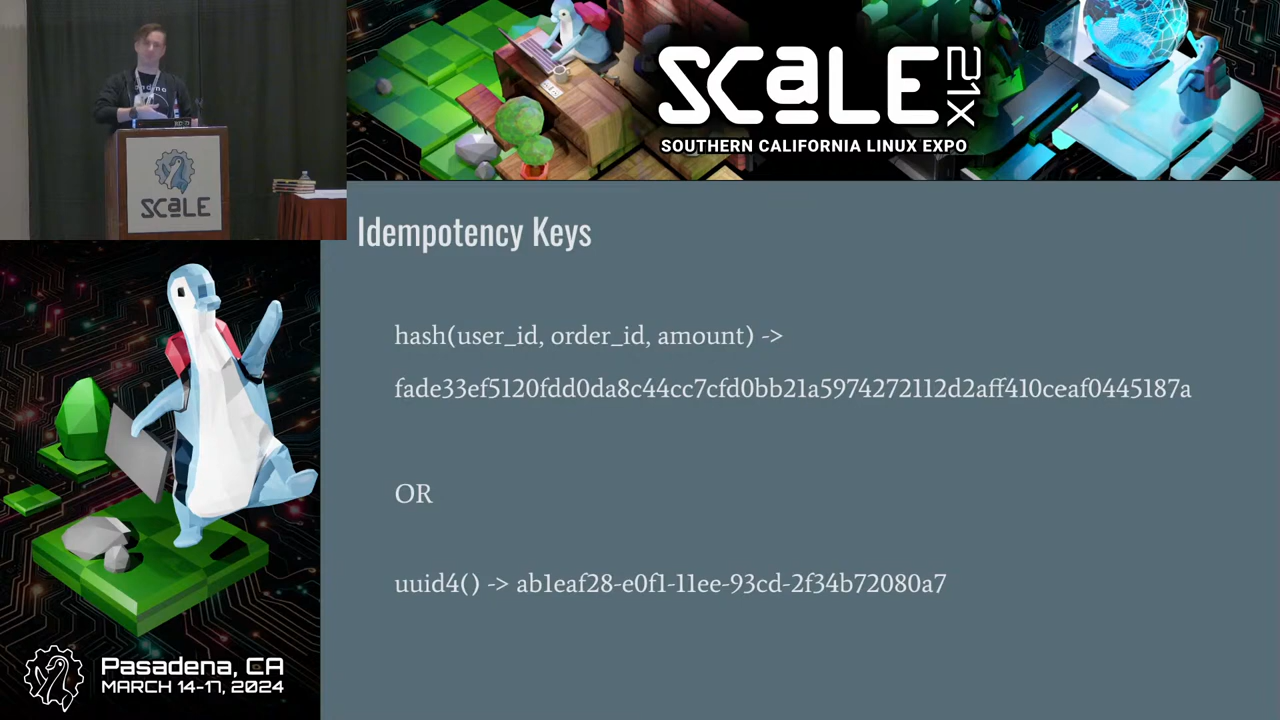 SCALE 21X
SOUTHERN CALIFORNIA LINUX EXPO
SCALE
Idempotency Keys
hash(user_id, order_id, amount) ->
fade33ef5120fdd0da8c44cc7cfd0bb21a5974272112d2aff410ceaf0445187a
OR
uuid4() -> ab1eaf28-e0f1-11ee-93cd-2f34b72080a7
Pasadena, CA
MARCH 14-17, 2024